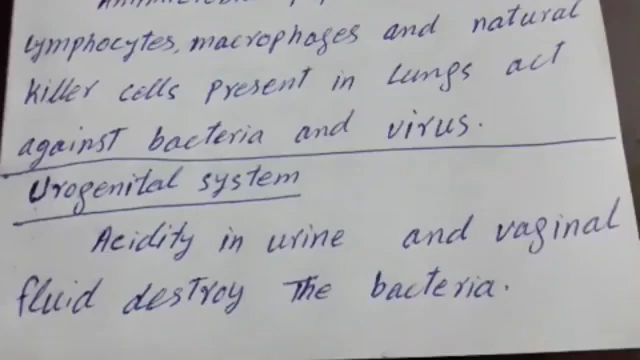 lymphocytes, macrophages and natural
killer cells present in lungs act
against bacteria and virus.
Urogenital system
Acidity in urine and vaginal
fluid destroy the bacteria.